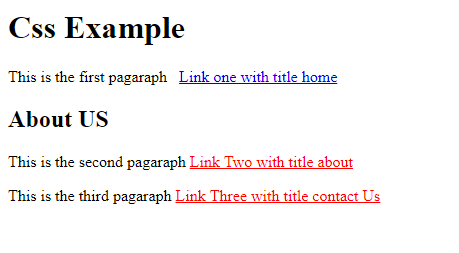 Css Example
This is the first pagaraph Link one with title home
About US
This is the second pagaraph Link Two with title about
This is the third pagaraph Link Three with title contact Us